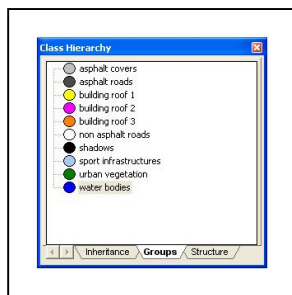 Class Hierarchy
asphalt covers
asphalt roads
building roof 1
building roof 2
building roof 3
non asphalt roads
shadows
sport infrastructures
urban vegetation
water bodies
Inheritance Groups Structure